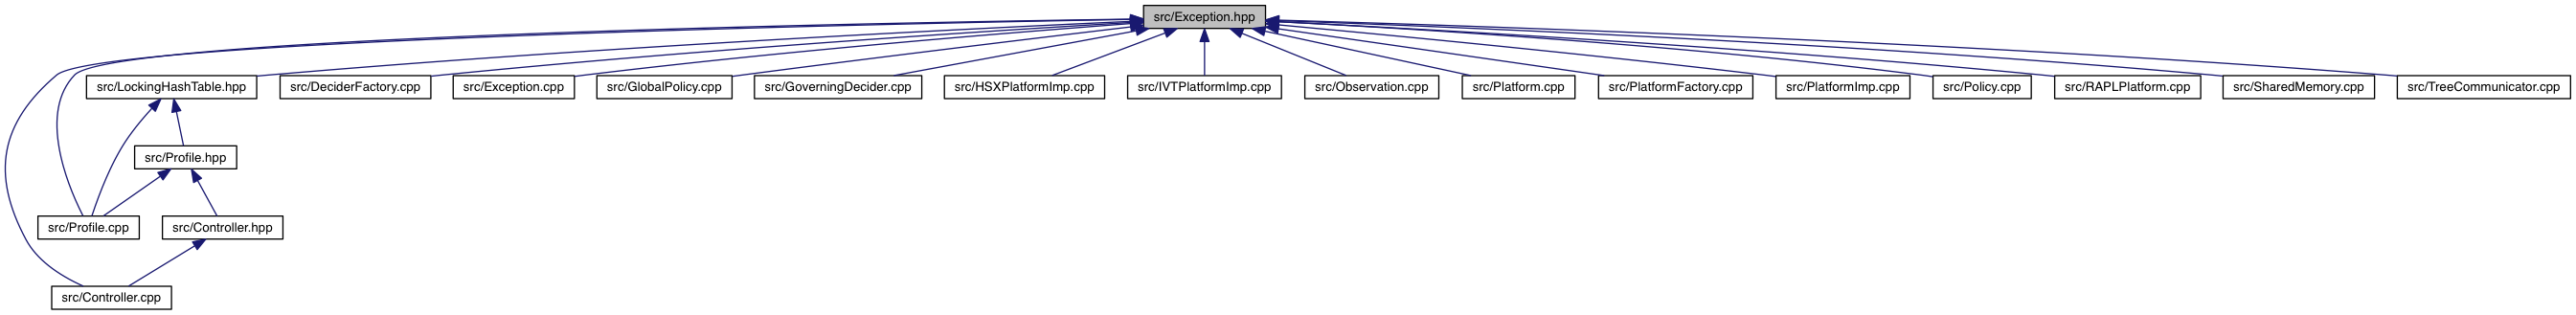 src/Exception.hpp
src/LockingHashTable.hpp
src/DeciderFactory.cpp
src/Exception.cpp
src/GlobalPolicy.cpp
src/GoverningDecider.cpp
src/HSXPlatformImp.cpp
src/IVTPlatformImp.cpp
src/Observation.cpp
src/Platform.cpp
src/PlatformFactory.cpp
src/PlatformImp.cpp
src/Policy.cpp
src/RAPLPlatform.cpp
src/SharedMemory.cpp
src/TreeCommunicator.cpp
src/Profile.hpp
src/Profile.cpp
src/Controller.hpp
src/Controller.cpp